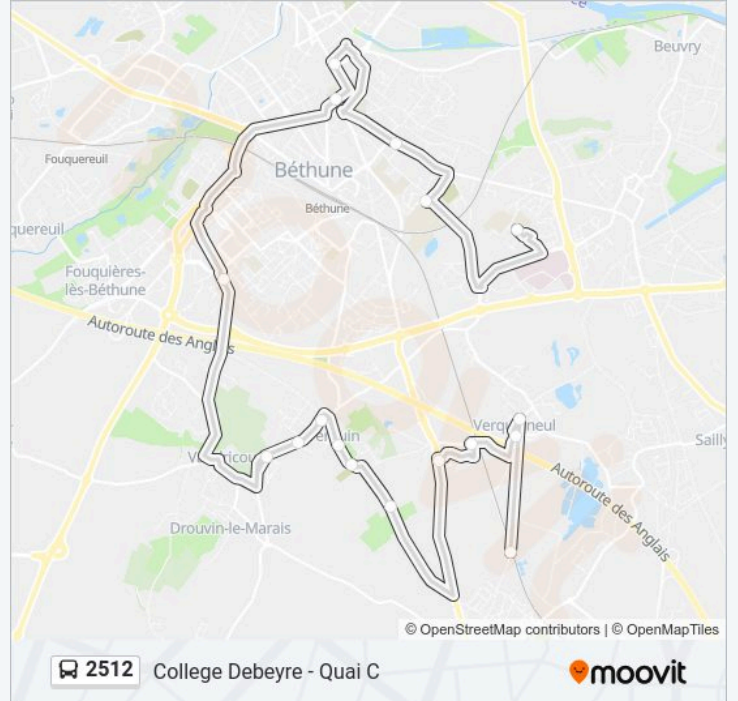 Beuvry
Fouquereuil
Béthune
Béthune
quereuil
Fouquières-
lès-Béthune
Autoroute des Anglais
Sailly
Drouvin-le-Marais
Autoroute des Anglais
© OpenStreetMap contributors | © OpenMapTiles
2512 College Debeyre - Quai C
moovit